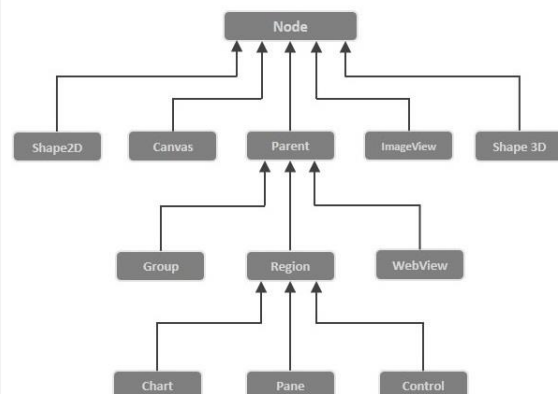 Node
Shape2D
Canvas
Parent
ImageView
Shape 3D
Group
Region
WebView
Chart
Pane
Control